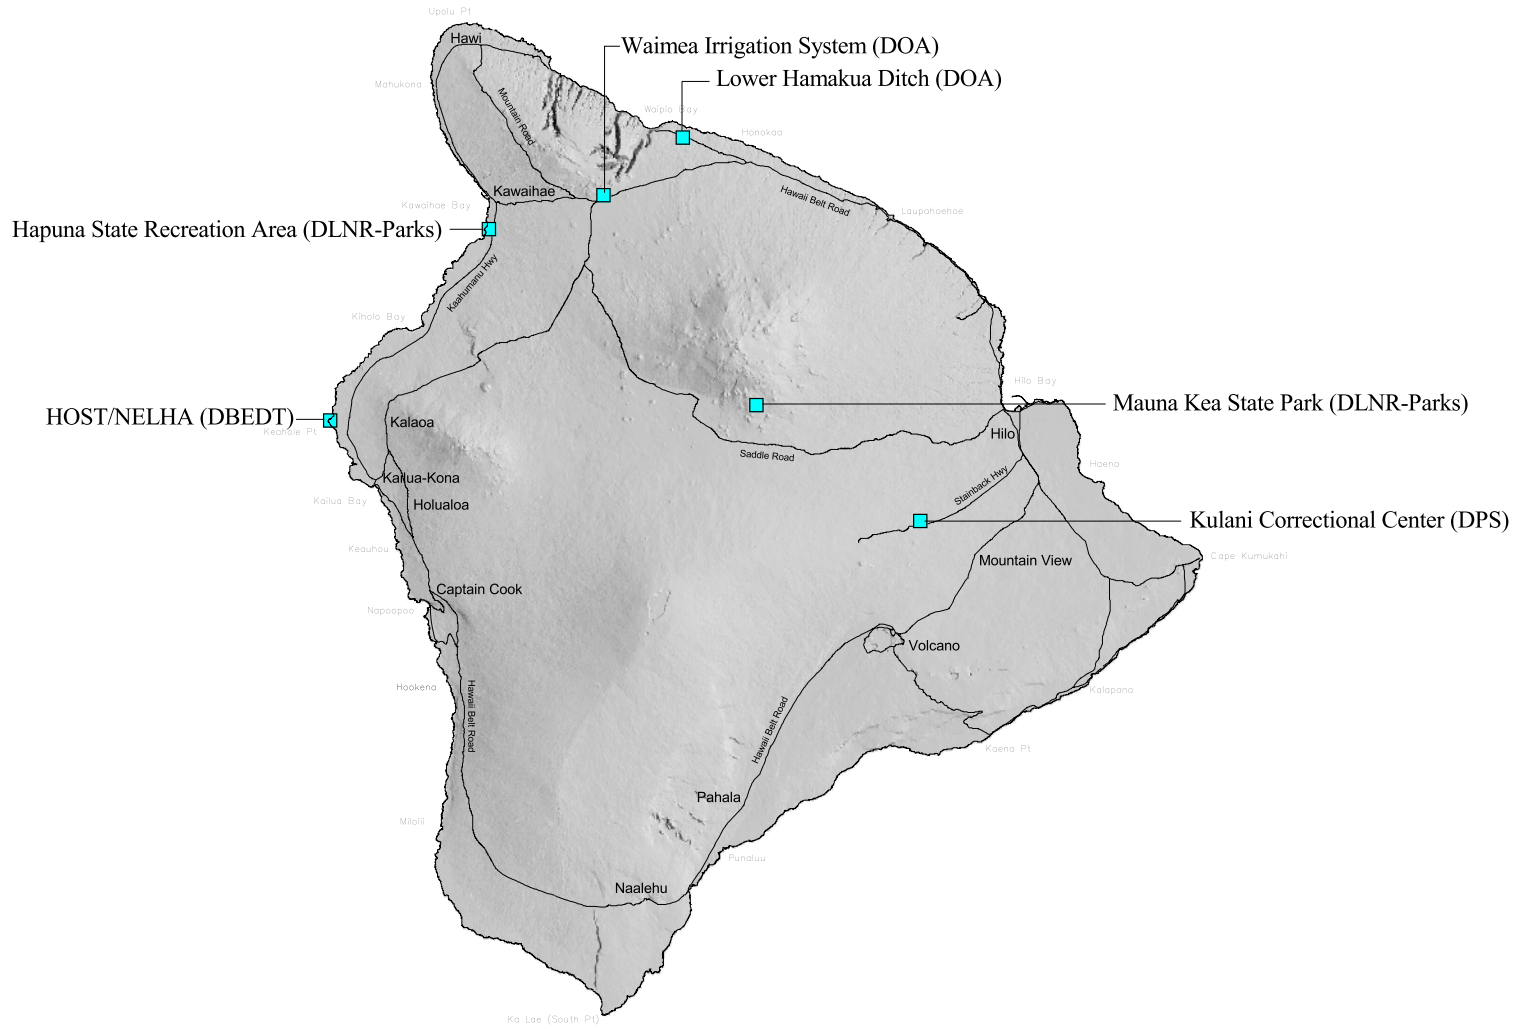 Upolu Pt
Hawi
Waimea Irrigation System (DOA)
Lower Hamakua Ditch (DOA)
Mahukona
Mountain Road
Waipio Bay
Honokaa
Kawaihae
Hawaii Belt Road
Kawaihae Bay
Laupahoehoe
Hapuna State Recreation Area (DLNR-Parks)
Kaahumanu Hwy
Kiholo Bay
Hilo Bay
Mauna Kea State Park (DLNR-Parks)
HOST/NELHA (DBEDT)
Kalaoa
Keahole Pt
Hilo
Saddle Road
Haena
Kailua-Kona
Stainback Hwy
Kailua Bay
Holualoa
Kulani Correctional Center (DPS)
Keauhou
Cape Kumukahi
Mountain View
Captain Cook
Napoopoo
Volcano
Hookena
Kalapana
Hawaii Belt Road
Hawaii Belt Road
Kaena Pt
Pahala
Milolii
Punaluu
Naalehu
Ka Lae (South Pt)